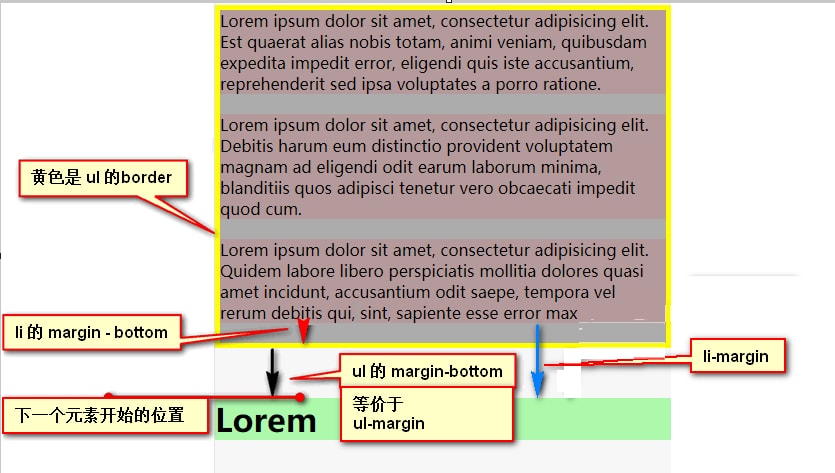 Lorem ipsum dolor sit amet, consectetur adipisicing elit.
Est quaerat alias nobis totam, animi veniam, quibusdam
expedita impedit error, eligendi quis iste accusantium,
reprehenderit sed ipsa voluptates a porro ratione.
Lorem ipsum dolor sit amet, consectetur adipisicing elit.
Debitis harum eum distinctio provident voluptatem
magnam ad eligendi odit earum laborum minima,
blanditiis quos adipisci tenetur vero obcaecati impedit
quod cum.
黄色是 ul 的border
Lorem ipsum dolor sit amet, consectetur adipisicing elit.
Quidem labore libero perspiciatis mollitia dolores quasi
amet incidunt, accusantium odit saepe, tempora vel
rerum debitis qui, sint, sapiente esse error max
li 的 margin - bottom
li-margin
ul 的 margin-bottom
等价于
ul-margin
下一个元素开始的位置
Lorem